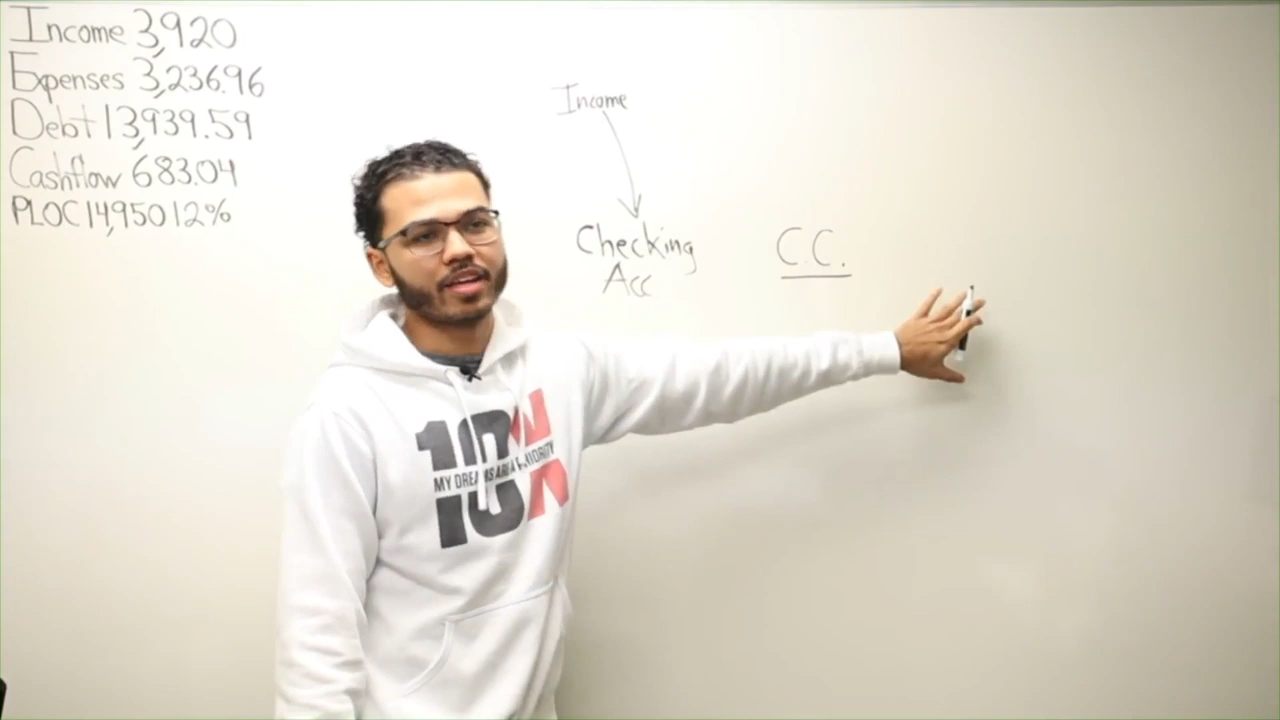 Income 3,920
Expenses 3,236.96
Debt 13,939.59
Cashflow 683.04
PLOC 14,950 12%
Income
Checking
Acc
C.C.
10X
MY DREAMS ARE A PRIORITY